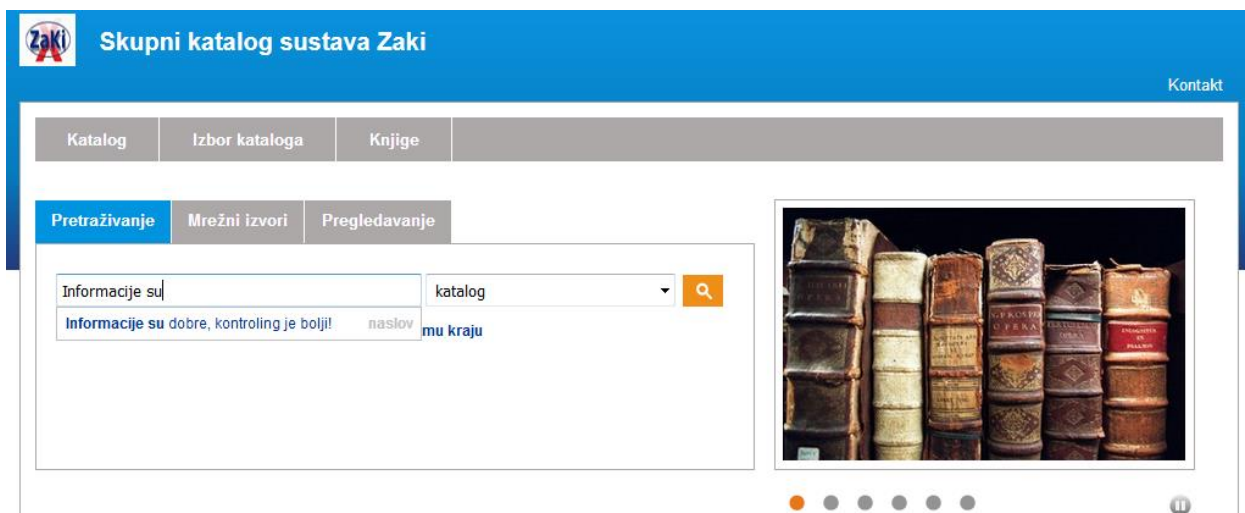 ZaKi
Skupni katalog sustava Zaki
Kontakt
Katalog Izbor kataloga Knjige
Pretraživanje Mrežni izvori Pregledavanje
Informacije su katalog
Informacije su dobre, kontroling je bolji! naslov mu kraju